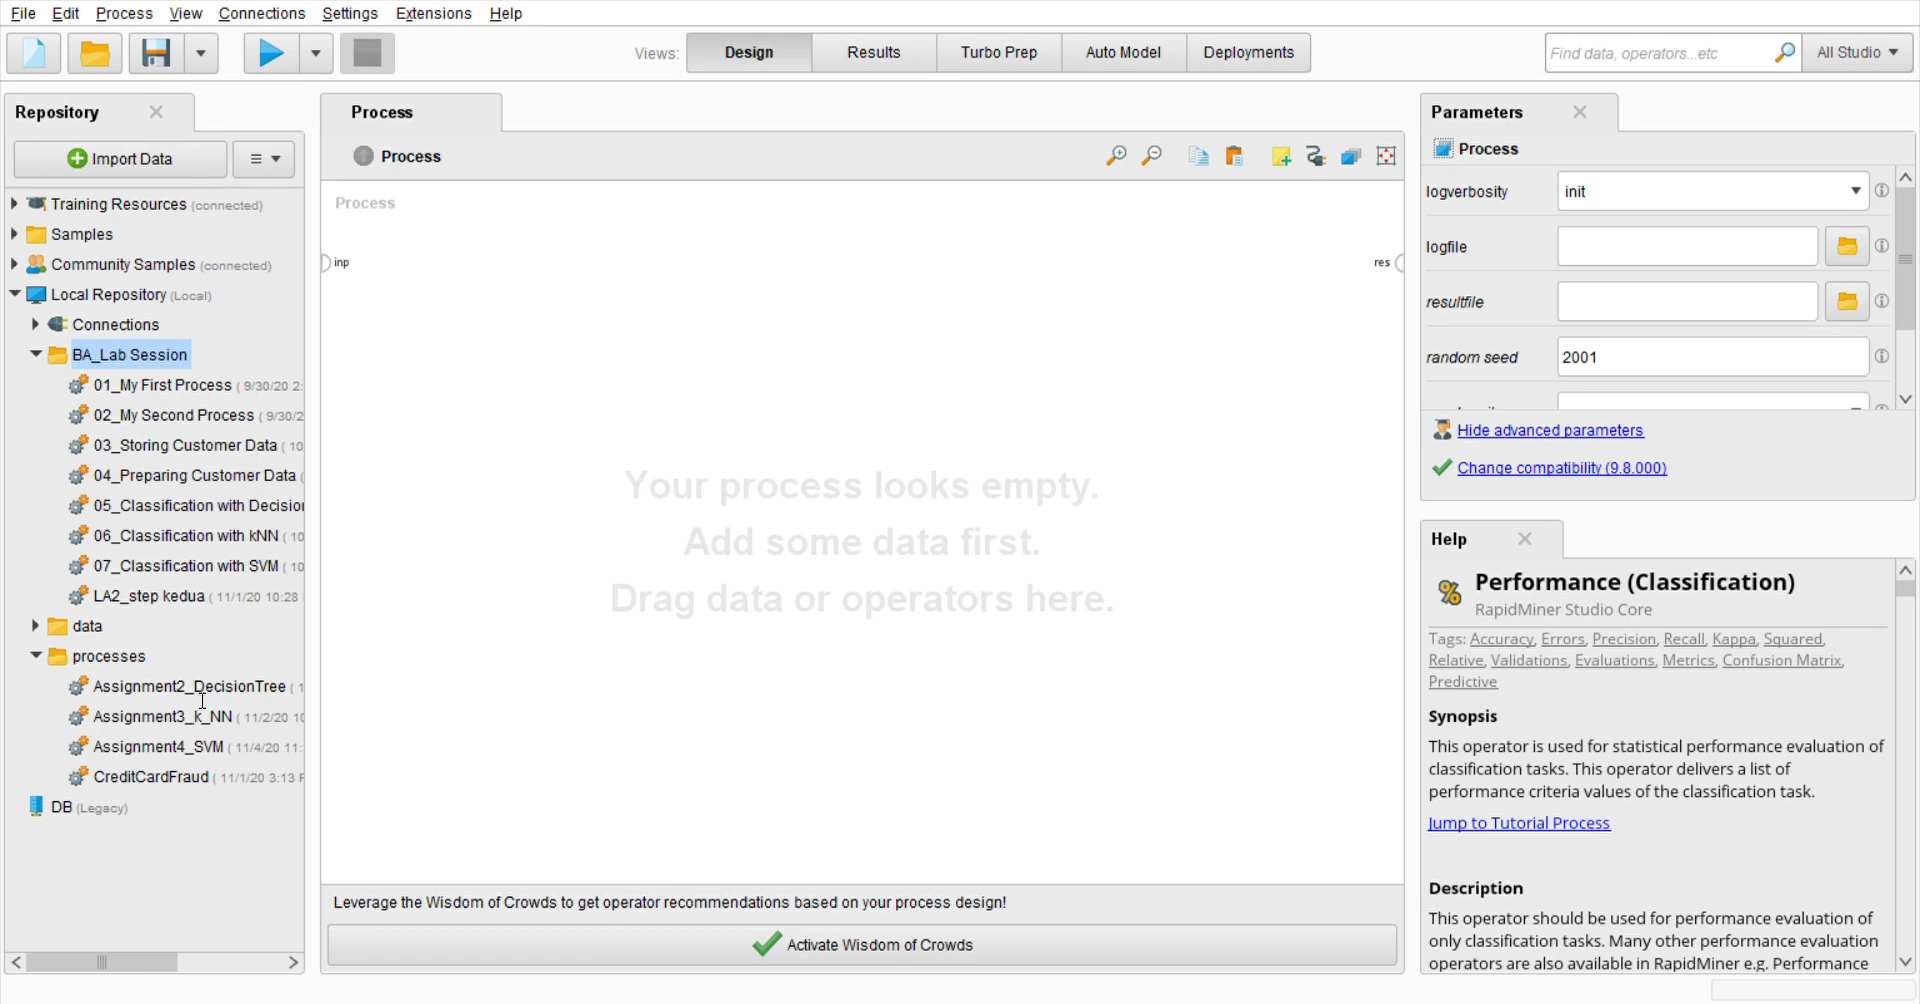 File Edit Process View Connections Settings Extensions Help
Views: Design Results Turbo Prep Auto Model Deployments
Find data, operators...etc
All Studio
Repository
Import Data
Training Resources (connected)
Samples
Community Samples (connected)
Local Repository (Local)
Connections
BA_Lab Session
01_My First Process ( 9/30/20 2:
02_My Second Process ( 9/30/2
03_Storing Customer Data ( 10
04_Preparing Customer Data (
05_Classification with Decision
06_Classification with kNN ( 10
07_Classification with SVM ( 10
LA2_step kedua ( 11/1/20 10:28
data
processes
Assignment2_DecisionTree ( 1
Assignment3_k_NN ( 11/2/20 10
Assignment4_SVM ( 11/4/20 11:
CreditCardFraud ( 11/1/20 3:13 P
DB (Legacy)
Process
Process
Process
inp
res
Your process looks empty.
Add some data first.
Drag data or operators here.
Leverage the Wisdom of Crowds to get operator recommendations based on your process design!
Activate Wisdom of Crowds
Parameters
Process
logverbosity init
logfile
resultfile
random seed 2001
Hide advanced parameters
Change compatibility (9.8.000)
Help
Performance (Classification)
RapidMiner Studio Core
Tags: Accuracy, Errors, Precision, Recall, Kappa, Squared,
Relative, Validations, Evaluations, Metrics, Confusion Matrix,
Predictive
Synopsis
This operator is used for statistical performance evaluation of
classification tasks. This operator delivers a list of
performance criteria values of the classification task.
Jump to Tutorial Process
Description
This operator should be used for performance evaluation of
only classification tasks. Many other performance evaluation
operators are also available in RapidMiner e.g. Performance